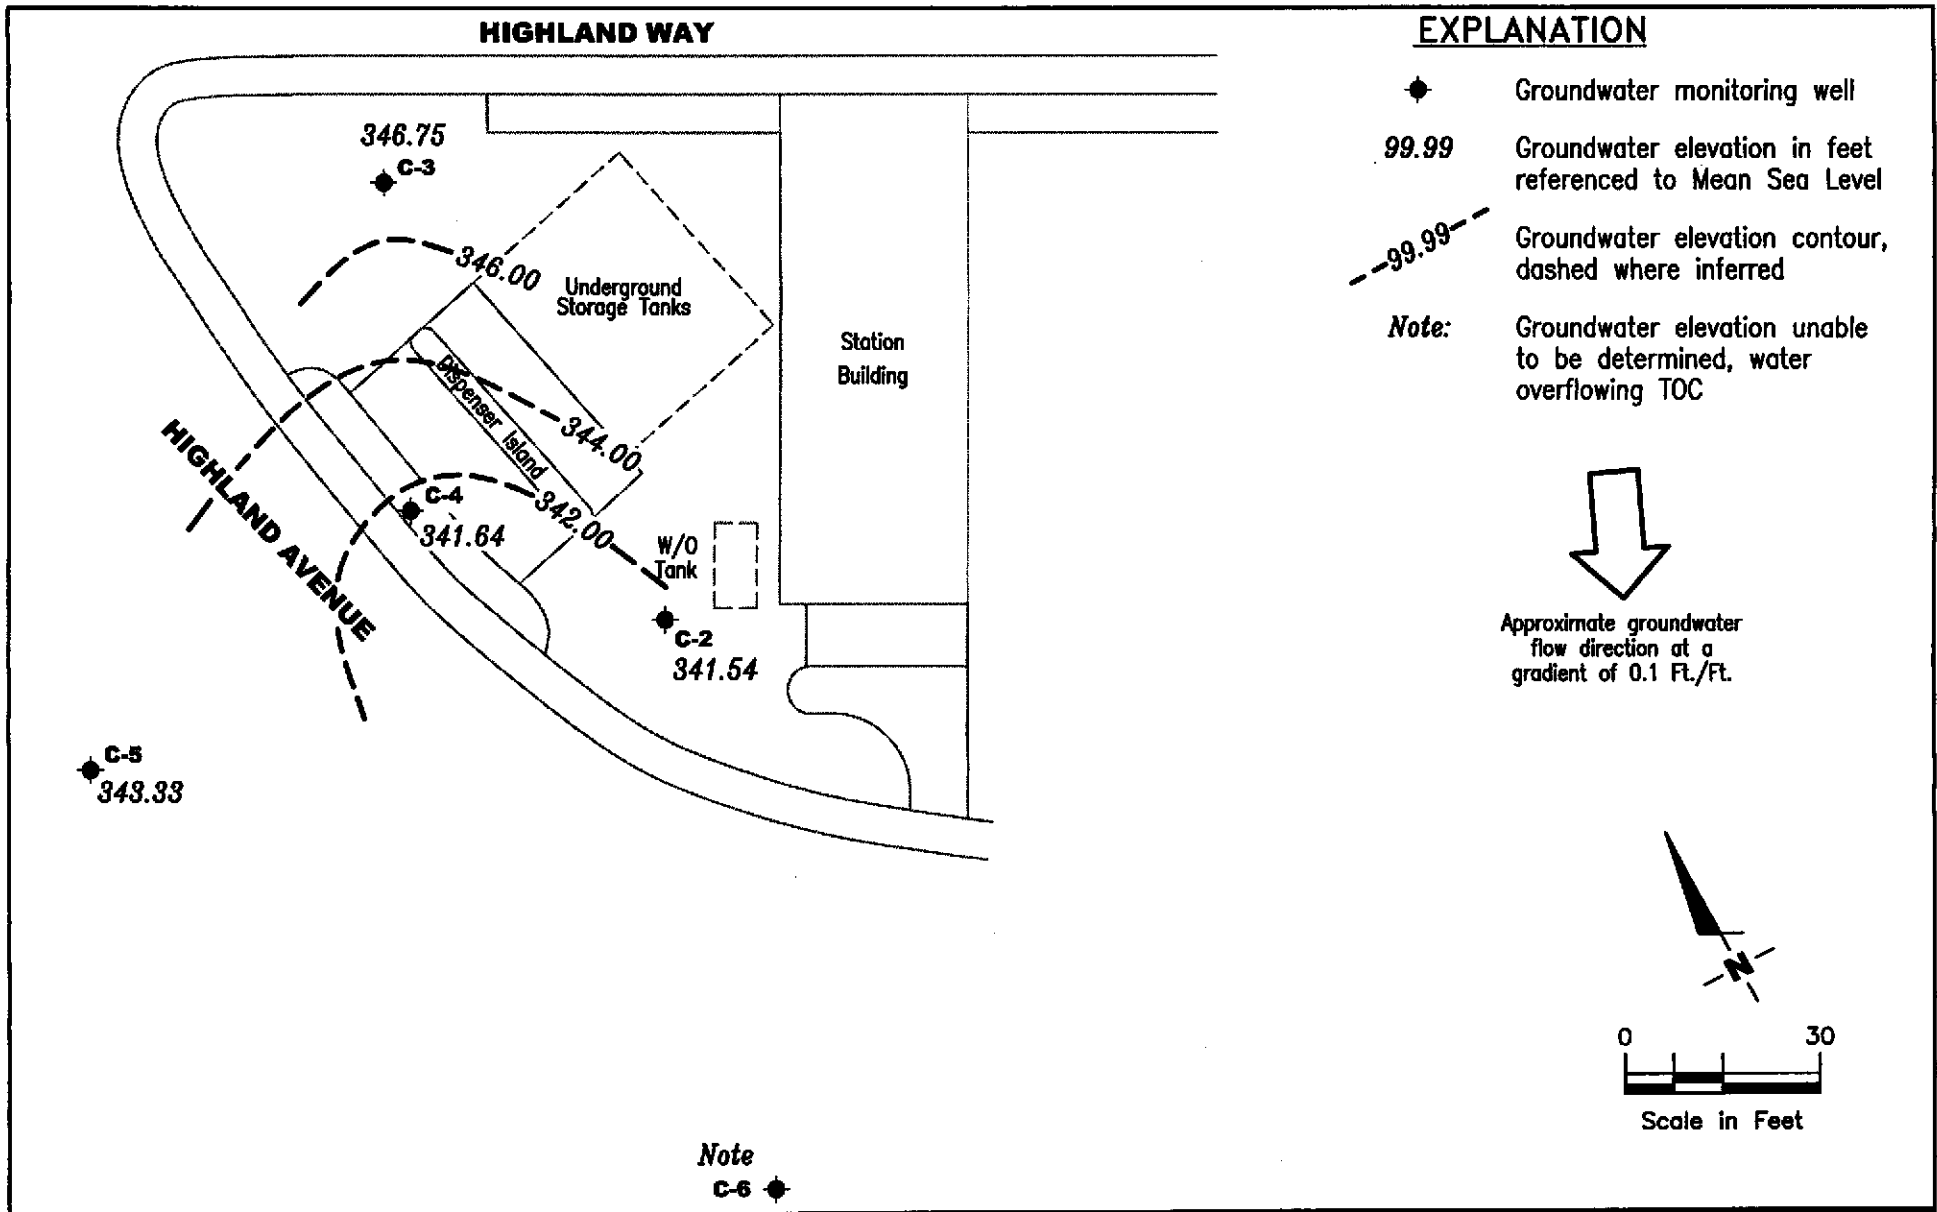 HIGHLAND WAY
346.75
C-3
346.00
Underground
Storage Tanks
Station
Building
Dispenser Island
344.00
HIGHLAND AVENUE
C-4
341.64
342.00
W/O
Tank
C-2
341.54
C-5
343.33
Note
C-6
EXPLANATION
Groundwater monitoring well
99.99
Groundwater elevation in feet
referenced to Mean Sea Level
99.99
Groundwater elevation contour,
dashed where inferred
Note:
Groundwater elevation unable
to be determined, water
overflowing TOC
Approximate groundwater
flow direction at a
gradient of 0.1 Ft./Ft.
N
0 30
Scale in Feet